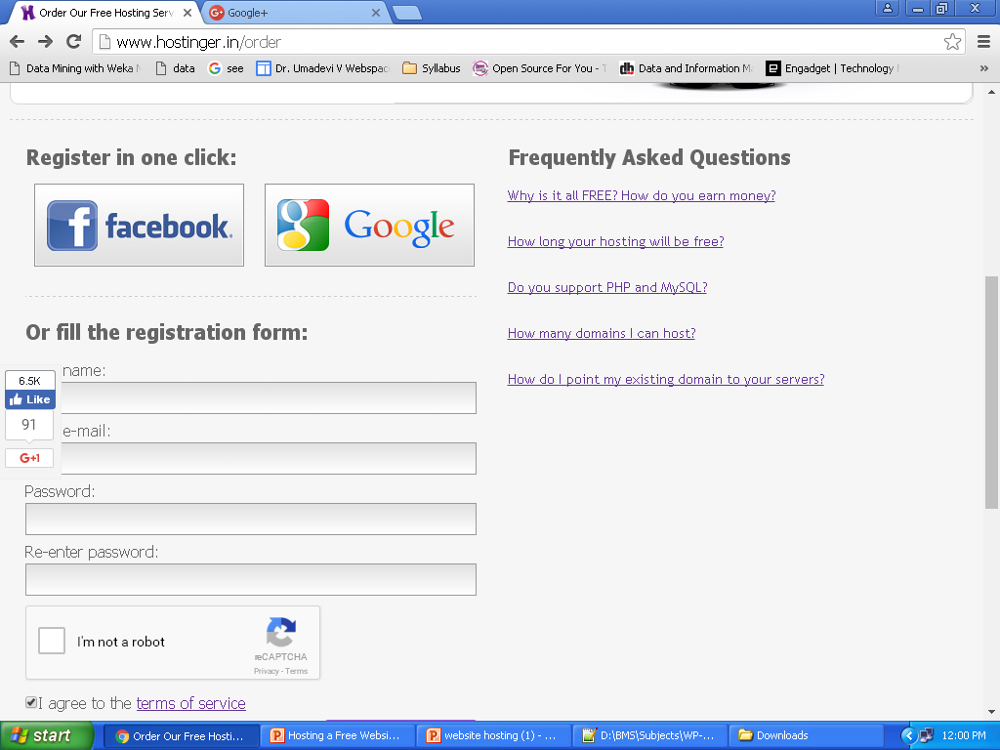 Order Our Free Hosting Serv
Google+
www.hostinger.in/order
Data Mining with Weka
data
see
Dr. Umadevi V Webspac
Syllabus
Open Source For You -
Data and Information M
Engadget | Technology
»
Register in one click:
facebook.
Google
Or fill the registration form:
name:
e-mail:
Password:
Re-enter password:
6.5K
Like
91
G+1
I'm not a robot
reCAPTCHA
Privacy - Terms
I agree to the terms of service
Frequently Asked Questions
Why is it all FREE? How do you earn money?
How long your hosting will be free?
Do you support PHP and MySQL?
How many domains I can host?
How do I point my existing domain to your servers?
start
Order Our Free Hosti...
Hosting a Free Websi...
website hosting (1) - ...
D:\BMS\Subjects\WP-...
Downloads
12:00 PM